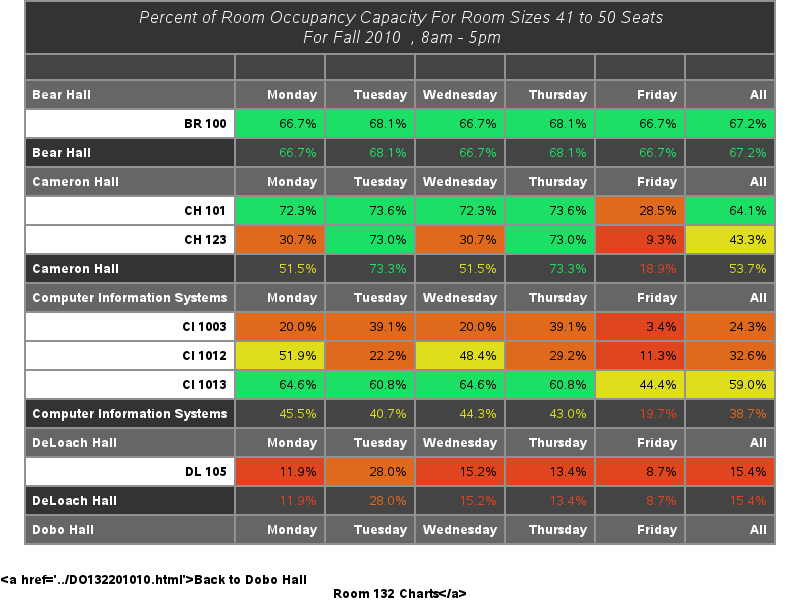 Percent of Room Occupancy Capacity For Room Sizes 41 to 50 Seats
For Fall 2010 , 8am - 5pm
Bear Hall Monday Tuesday Wednesday Thursday Friday All
BR 100 66.7% 68.1% 66.7% 68.1% 66.7% 67.2%
Bear Hall 66.7% 68.1% 66.7% 68.1% 66.7% 67.2%
Cameron Hall Monday Tuesday Wednesday Thursday Friday All
CH 101 72.3% 73.6% 72.3% 73.6% 28.5% 64.1%
CH 123 30.7% 73.0% 30.7% 73.0% 9.3% 43.3%
Cameron Hall 51.5% 73.3% 51.5% 73.3% 18.9% 53.7%
Computer Information Systems Monday Tuesday Wednesday Thursday Friday All
CI 1003 20.0% 39.1% 20.0% 39.1% 3.4% 24.3%
CI 1012 51.9% 22.2% 48.4% 29.2% 11.3% 32.6%
CI 1013 64.6% 60.8% 64.6% 60.8% 44.4% 59.0%
Computer Information Systems 45.5% 40.7% 44.3% 43.0% 19.7% 38.7%
DeLoach Hall Monday Tuesday Wednesday Thursday Friday All
DL 105 11.9% 28.0% 15.2% 13.4% 8.7% 15.4%
DeLoach Hall 11.9% 28.0% 15.2% 13.4% 8.7% 15.4%
Dobo Hall Monday Tuesday Wednesday Thursday Friday All
&lt;a href='../DO132201010.html'&gt;Back to Dobo Hall
Room 132 Charts&lt;/a&gt;